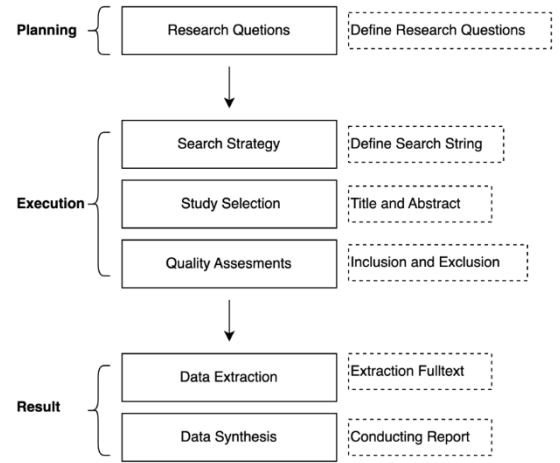 Planning
Research Quetions
Define Research Questions
Search Strategy
Define Search String
Execution
Study Selection
Title and Abstract
Quality Assesments
Inclusion and Exclusion
Data Extraction
Extraction Fulltext
Result
Data Synthesis
Conducting Report